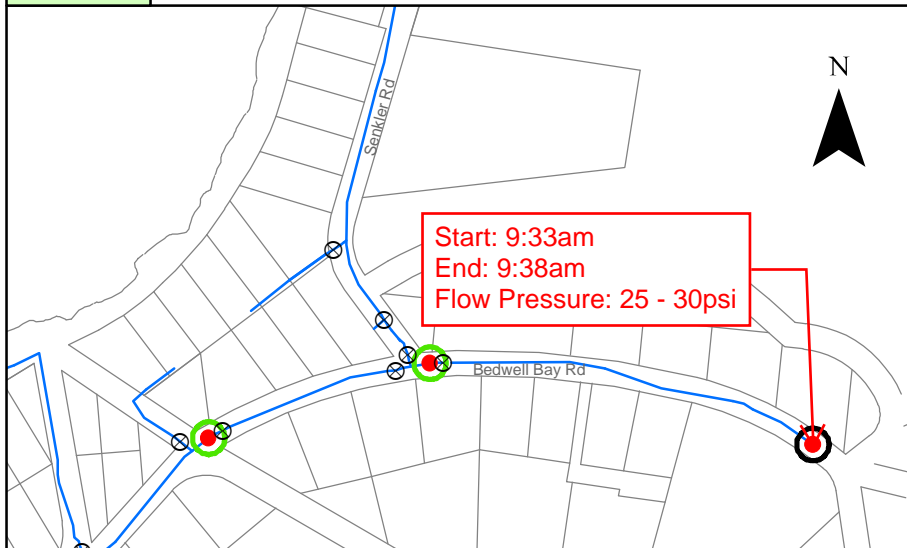 N
Senkler Rd
Start: 9:33am
End: 9:38am
Flow Pressure: 25 - 30psi
Bedwell Bay Rd